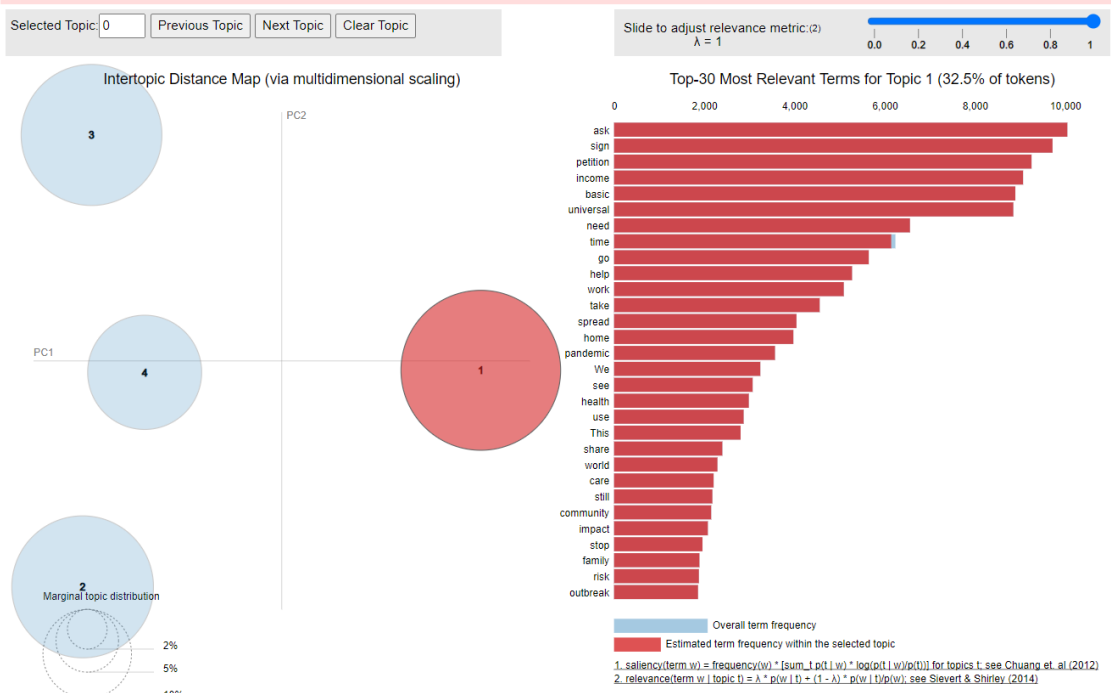 Selected Topic: 0 Previous Topic Next Topic Clear Topic
Slide to adjust relevance metric:(2)
λ = 1
0.0 0.2 0.4 0.6 0.8 1
Intertopic Distance Map (via multidimensional scaling)
PC2
PC1
3
1
4
2
Marginal topic distribution
2%
5%
10%
Top-30 Most Relevant Terms for Topic 1 (32.5% of tokens)
0 2,000 4,000 6,000 8,000 10,000
ask
sign
petition
income
basic
universal
need
time
go
help
work
take
spread
home
pandemic
We
see
health
use
This
share
world
care
still
community
impact
stop
family
risk
outbreak
Overall term frequency
Estimated term frequency within the selected topic
1. saliency(term w) = frequency(w) * [sum_t p(t | w) * log(p(t | w)/p(t))] for topics t; see Chuang et. al (2012)
2. relevance(term w | topic t) = λ * p(w | t) + (1 - λ) * p(w | t)/p(w); see Sievert & Shirley (2014)